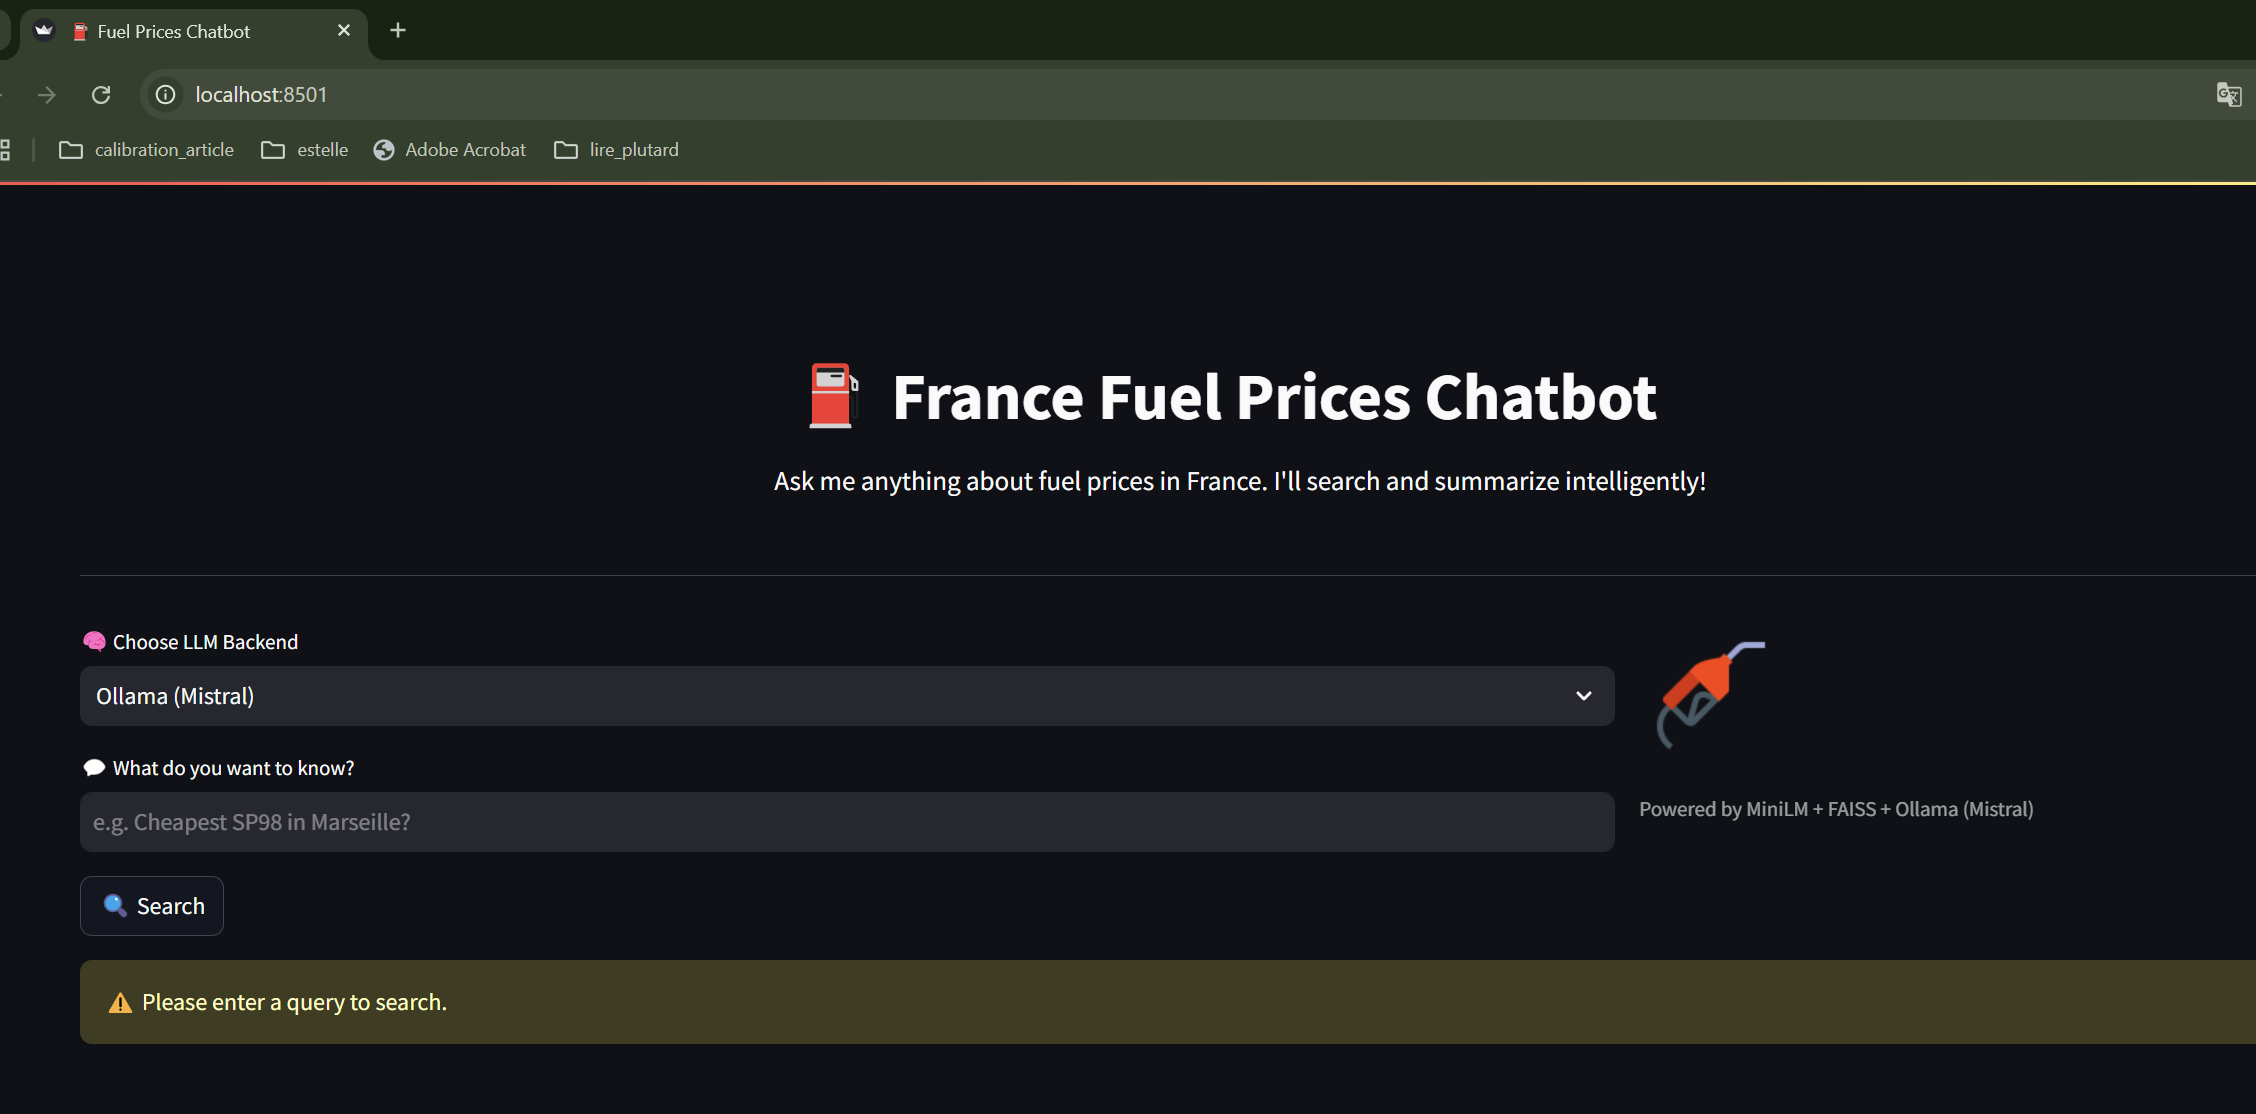 Fuel Prices Chatbot
localhost:8501
calibration_article
estelle
Adobe Acrobat
lire_plutard
France Fuel Prices Chatbot
Ask me anything about fuel prices in France. I'll search and summarize intelligently!
Choose LLM Backend
Ollama (Mistral)
What do you want to know?
e.g. Cheapest SP98 in Marseille?
Powered by MiniLM + FAISS + Ollama (Mistral)
Search
Please enter a query to search.